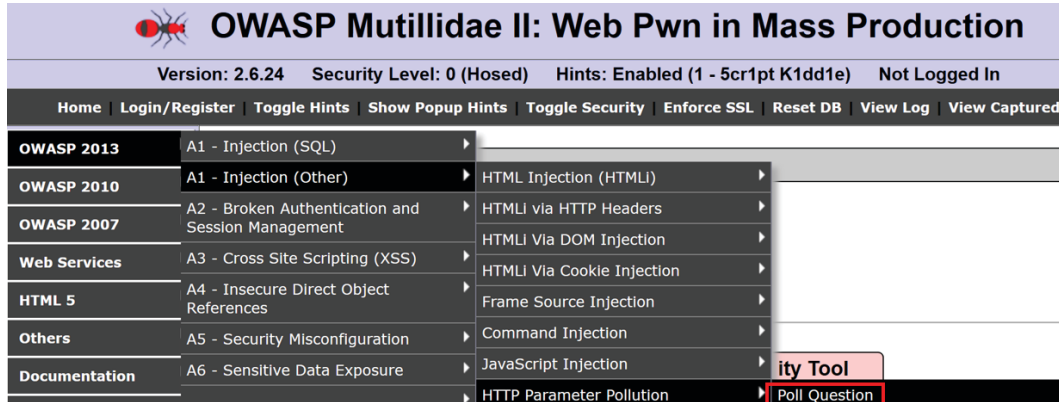 OWASP Mutillidae II: Web Pwn in Mass Production
Version: 2.6.24 Security Level: 0 (Hosed) Hints: Enabled (1 - 5cr1pt K1dd1e) Not Logged In
Home Login/Register Toggle Hints Show Popup Hints Toggle Security Enforce SSL Reset DB View Log View Captured
OWASP 2013
OWASP 2010
OWASP 2007
Web Services
HTML 5
Others
Documentation
A1 - Injection (SQL)
A1 - Injection (Other)
A2 - Broken Authentication and
Session Management
A3 - Cross Site Scripting (XSS)
A4 - Insecure Direct Object
References
A5 - Security Misconfiguration
A6 - Sensitive Data Exposure
HTML Injection (HTMLi)
HTMLi via HTTP Headers
HTMLi Via DOM Injection
HTMLi Via Cookie Injection
Frame Source Injection
Command Injection
JavaScript Injection
HTTP Parameter Pollution
ity Tool
Poll Question